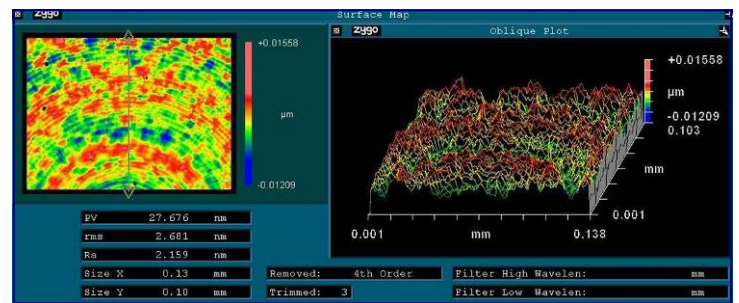 zygo Surface Map
zygo Oblique Plot
+0.01558
µm
-0.01209
+0.01558
µm
-0.01209
0.103
mm
0.001
0.001 mm 0.138
PV 27.676 nm
rms 2.681 nm
Ra 2.159 nm
Size X 0.13 mm
Size Y 0.10 mm
Removed: 4th Order
Trimmed: 3
Filter High Wavelen: mm
Filter Low Wavelen: mm